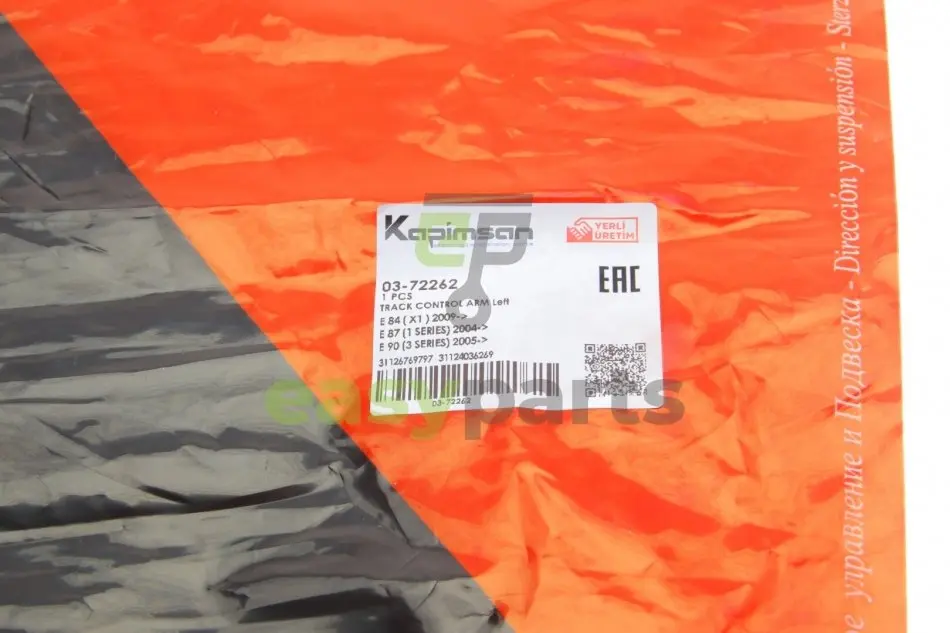 Kapimsan
YERLİ
ÜRETİM
03-72262
1 PCS
TRACK CONTROL ARM Left
E 84 ( X1 ) 2009->
E 87 (1 SERIES) 2004->
E 90 (3 SERIES) 2005->
31126769797 31124036269
03-72262
EAC
easyparts
управление и Подвеска - Dirección y suspensión -